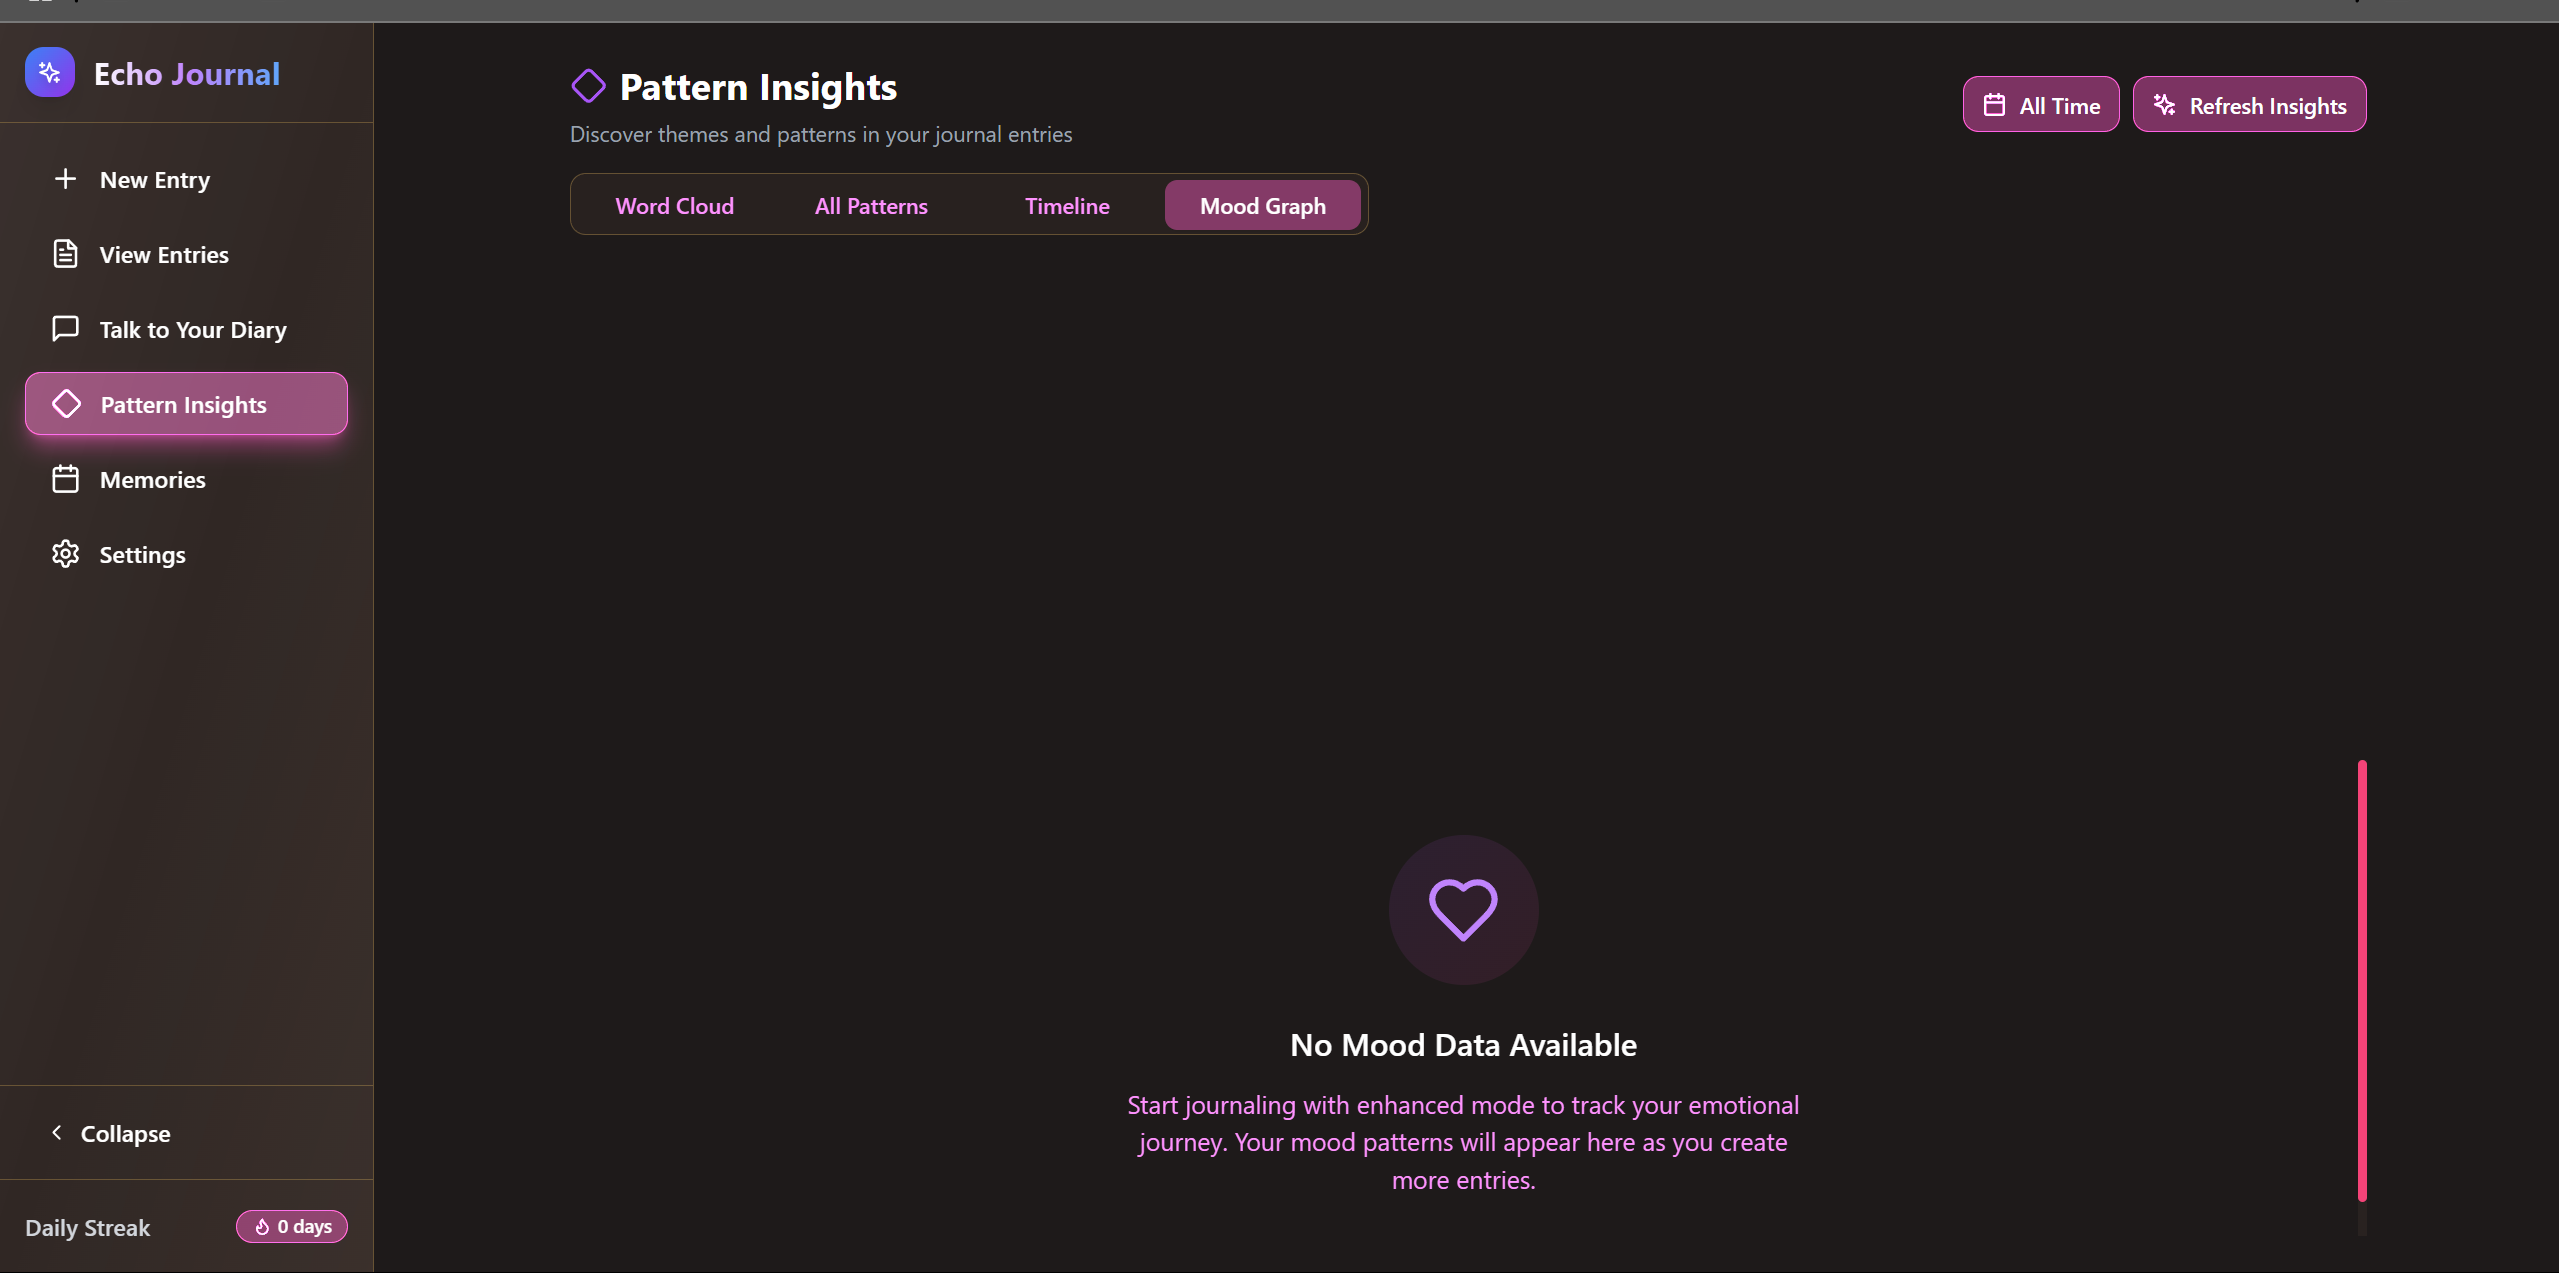 Echo Journal
New Entry
View Entries
Talk to Your Diary
Pattern Insights
Memories
Settings
Collapse
Daily Streak
0 days
Pattern Insights
Discover themes and patterns in your journal entries
All Time
Refresh Insights
Word Cloud
All Patterns
Timeline
Mood Graph
No Mood Data Available
Start journaling with enhanced mode to track your emotional
journey. Your mood patterns will appear here as you create
more entries.